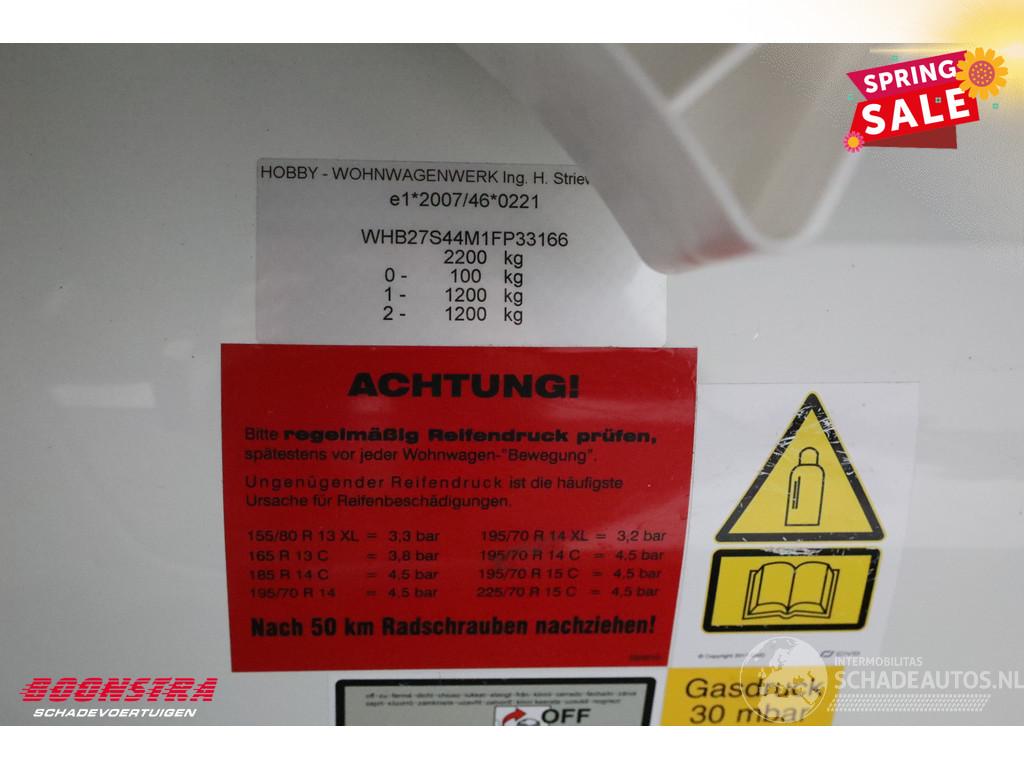 SPRING
SALE
HOBBY - WOHNWAGENWERK Ing. H.
e1*2007/46*0221
WHB27S44M1FP33166
2200 kg
0 - 100 kg
1 - 1200 kg
2 - 1200 kg
ACHTUNG!
Bitte regelmäßig Reifendruck prüfen,
spätestens vor jeder Wohnwagen-"Bewegung".
Ungenügender Reifendruck ist die häufigste
Ursache für Reifenbeschädigungen.
155/80 R 13 XL = 3,3 bar 195/70 R 14 XL = 3,2 bar
165 R 13 C = 3,8 bar 195/70 R 14 C = 4,5 bar
185 R 14 C = 4,5 bar 195/70 R 15 C = 4,5 bar
195/70 R 14 = 4,5 bar 225/70 R 15 C = 4,5 bar
Nach 50 km Radschrauben nachziehen!
© Copyright
Gasdruck
30 mbar
OFF
BOONSTRA
SCHADEVOERTUIGEN
INTERMOBILITAS
SCHADEAUTOS.NL